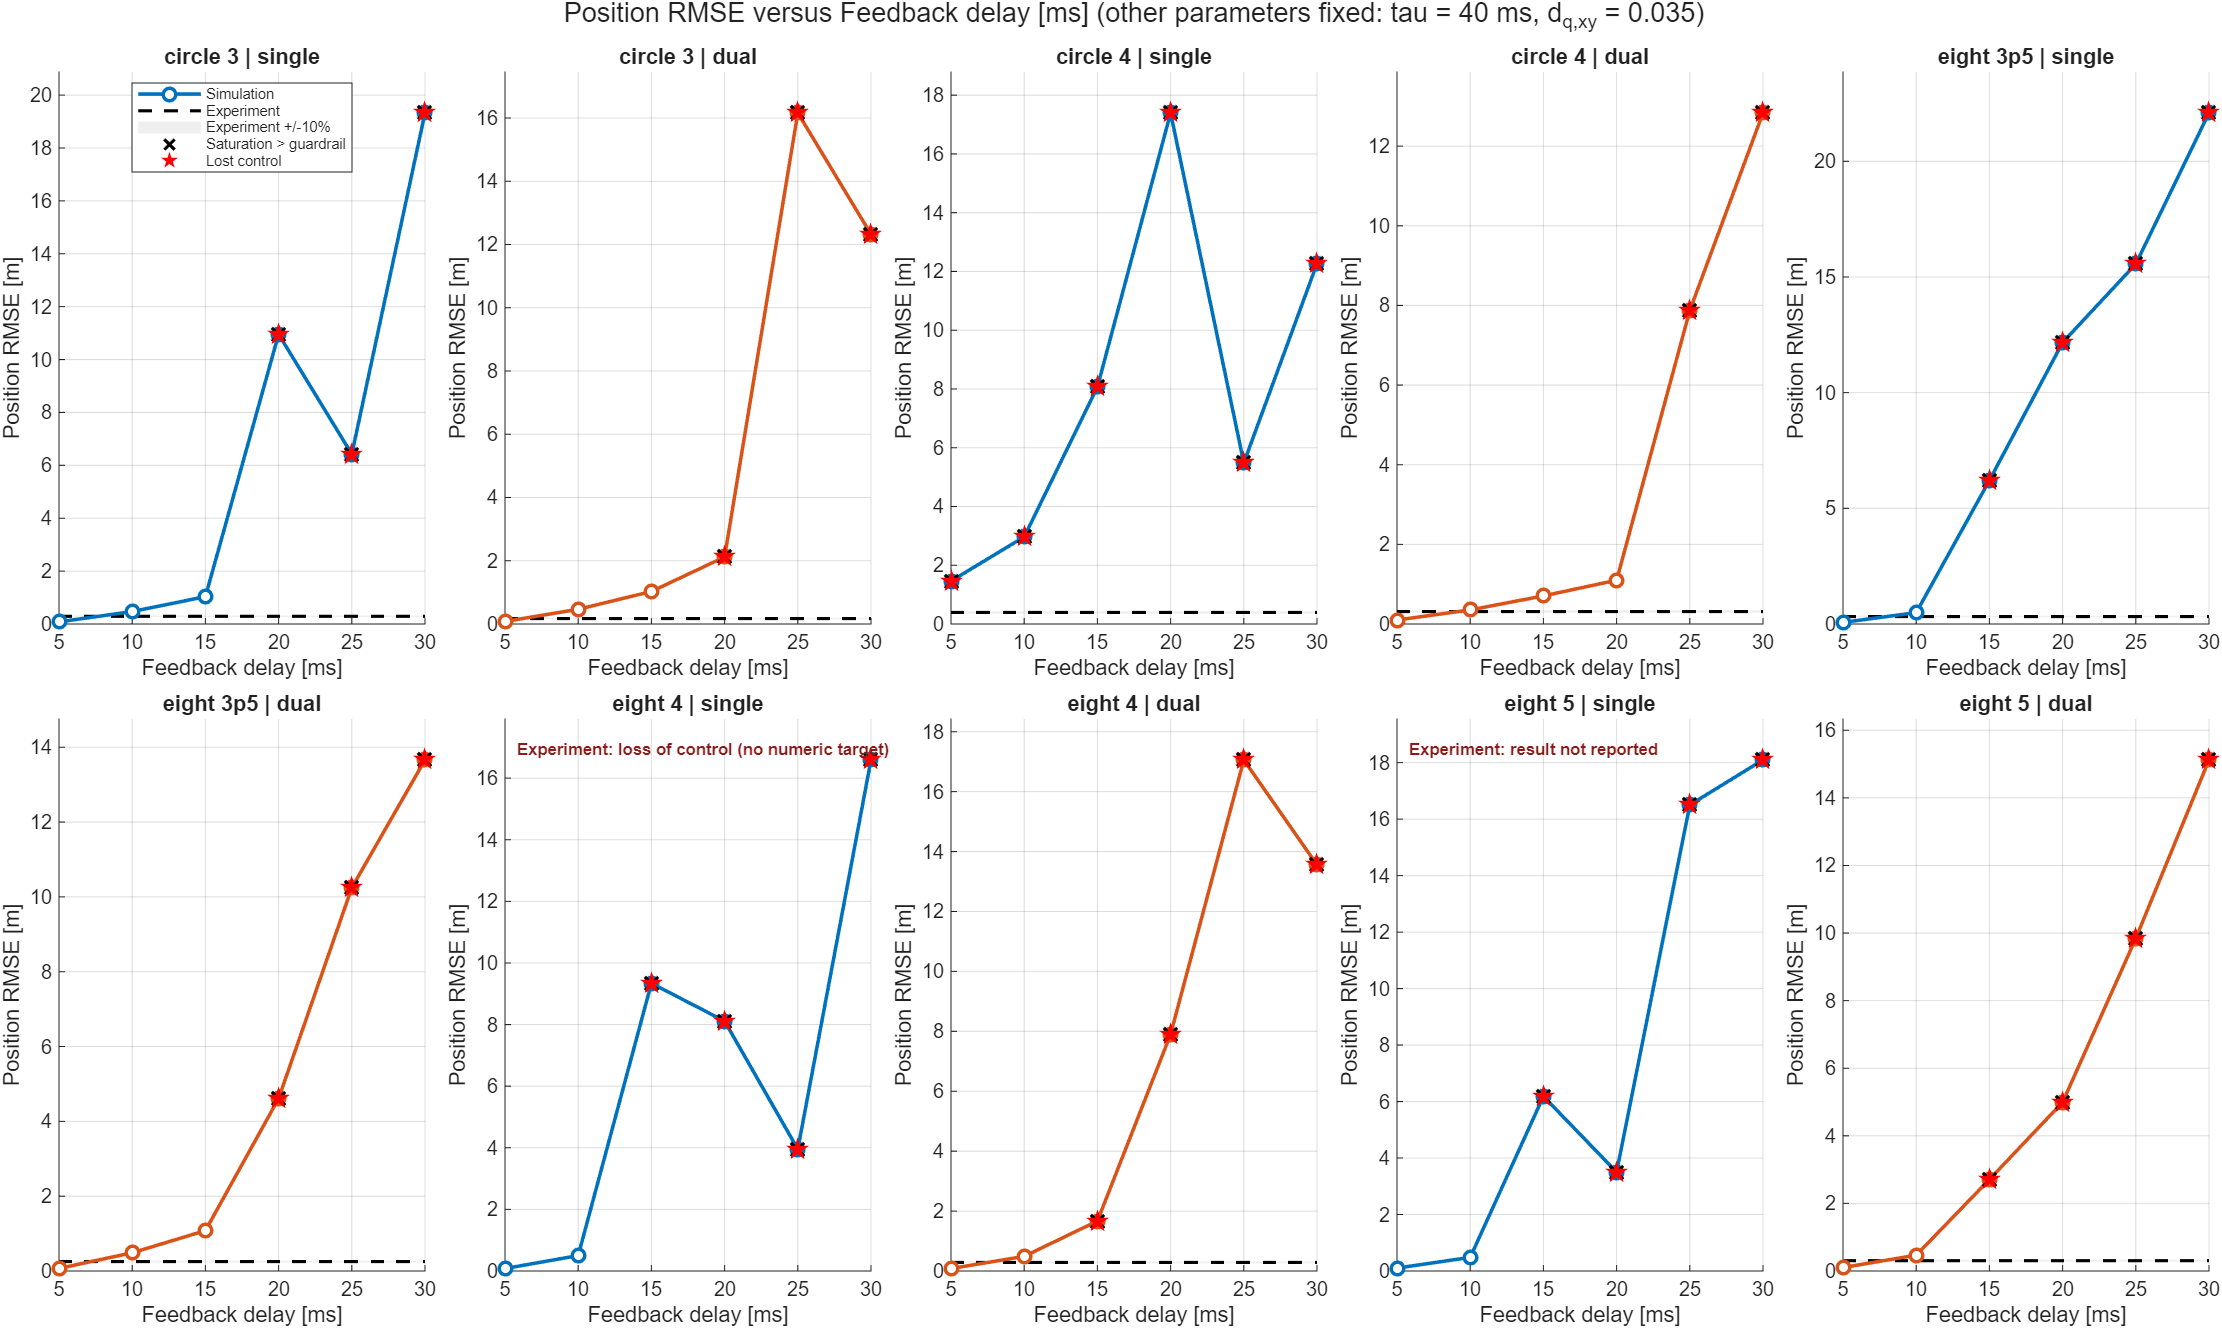 Position RMSE versus Feedback delay [ms] (other parameters fixed: tau = 40 ms, d_q,xy = 0.035)
circle 3 | single
Simulation
Experiment
Experiment +/-10%
Saturation > guardrail
Lost control
Position RMSE [m]
20
18
16
14
12
10
8
6
4
2
0
5 10 15 20 25 30
Feedback delay [ms]
circle 3 | dual
Position RMSE [m]
16
14
12
10
8
6
4
2
0
5 10 15 20 25 30
Feedback delay [ms]
circle 4 | single
Position RMSE [m]
18
16
14
12
10
8
6
4
2
0
5 10 15 20 25 30
Feedback delay [ms]
circle 4 | dual
Position RMSE [m]
12
10
8
6
4
2
0
5 10 15 20 25 30
Feedback delay [ms]
eight 3p5 | single
Position RMSE [m]
20
15
10
5
0
5 10 15 20 25 30
Feedback delay [ms]
eight 3p5 | dual
Position RMSE [m]
14
12
10
8
6
4
2
0
5 10 15 20 25 30
Feedback delay [ms]
eight 4 | single
Experiment: loss of control (no numeric target)
Position RMSE [m]
16
14
12
10
8
6
4
2
0
5 10 15 20 25 30
Feedback delay [ms]
eight 4 | dual
Position RMSE [m]
18
16
14
12
10
8
6
4
2
0
5 10 15 20 25 30
Feedback delay [ms]
eight 5 | single
Experiment: result not reported
Position RMSE [m]
18
16
14
12
10
8
6
4
2
0
5 10 15 20 25 30
Feedback delay [ms]
eight 5 | dual
Position RMSE [m]
16
14
12
10
8
6
4
2
0
5 10 15 20 25 30
Feedback delay [ms]